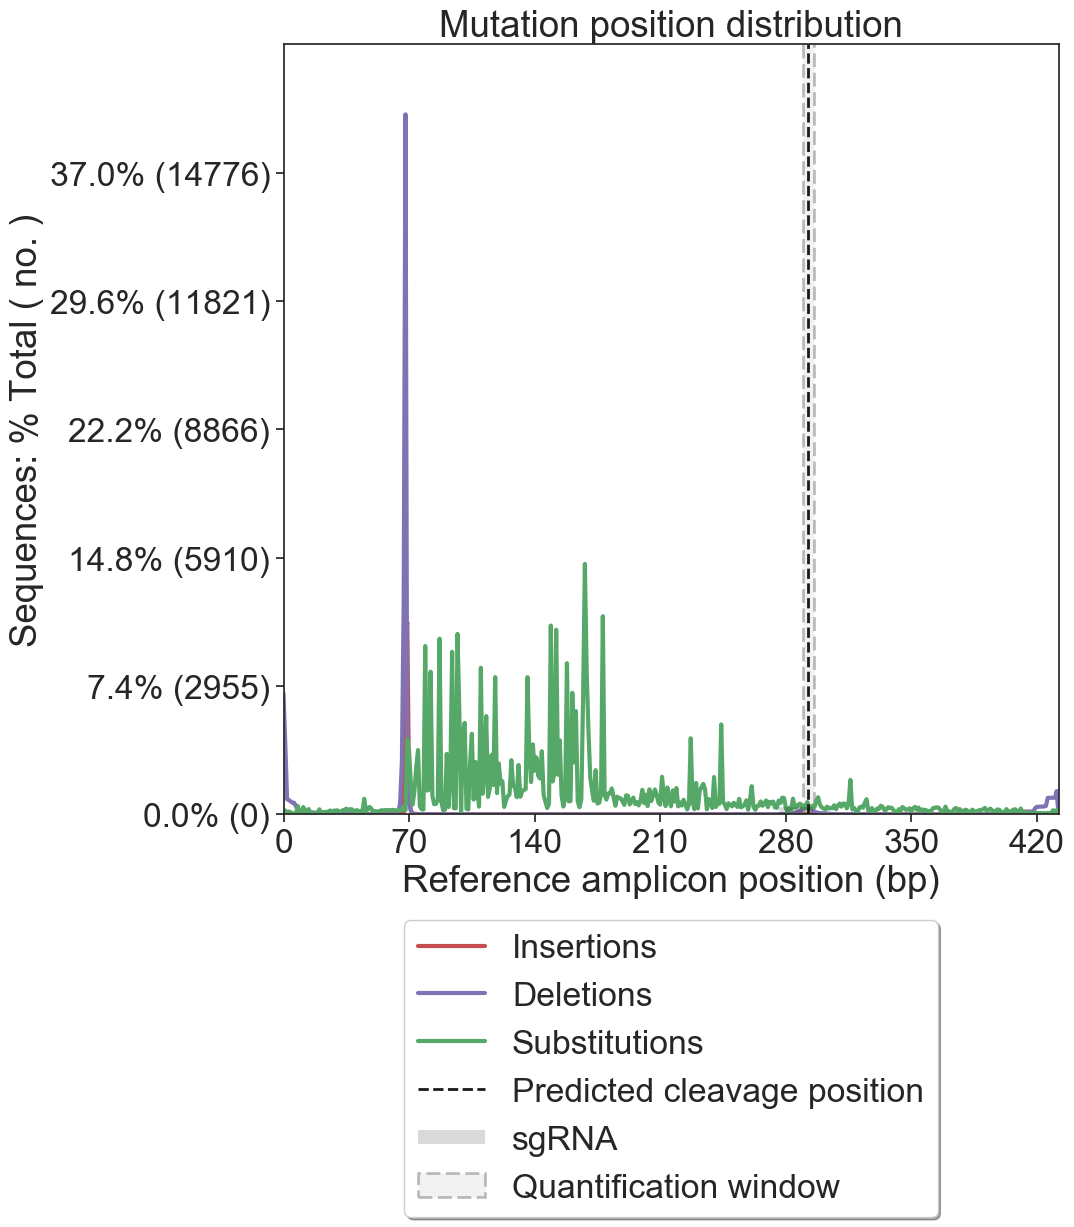 Mutation position distribution
Sequences: % Total ( no. )
37.0% (14776)
29.6% (11821)
22.2% (8866)
14.8% (5910)
7.4% (2955)
0.0% (0)
0 70 140 210 280 350 420
Reference amplicon position (bp)
Insertions
Deletions
Substitutions
Predicted cleavage position
sgRNA
Quantification window